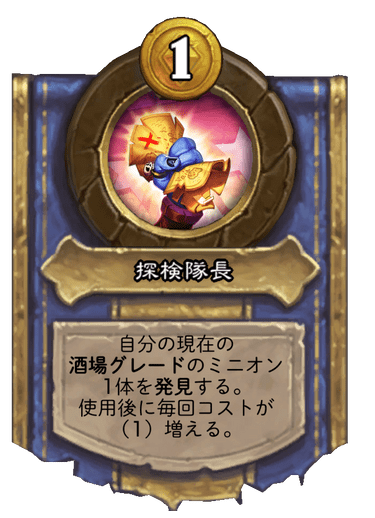 1
探検隊長
自分の現在の
酒場グレードのミニオン
1体を発見する。
使用後に毎回コストが
（1）増える。